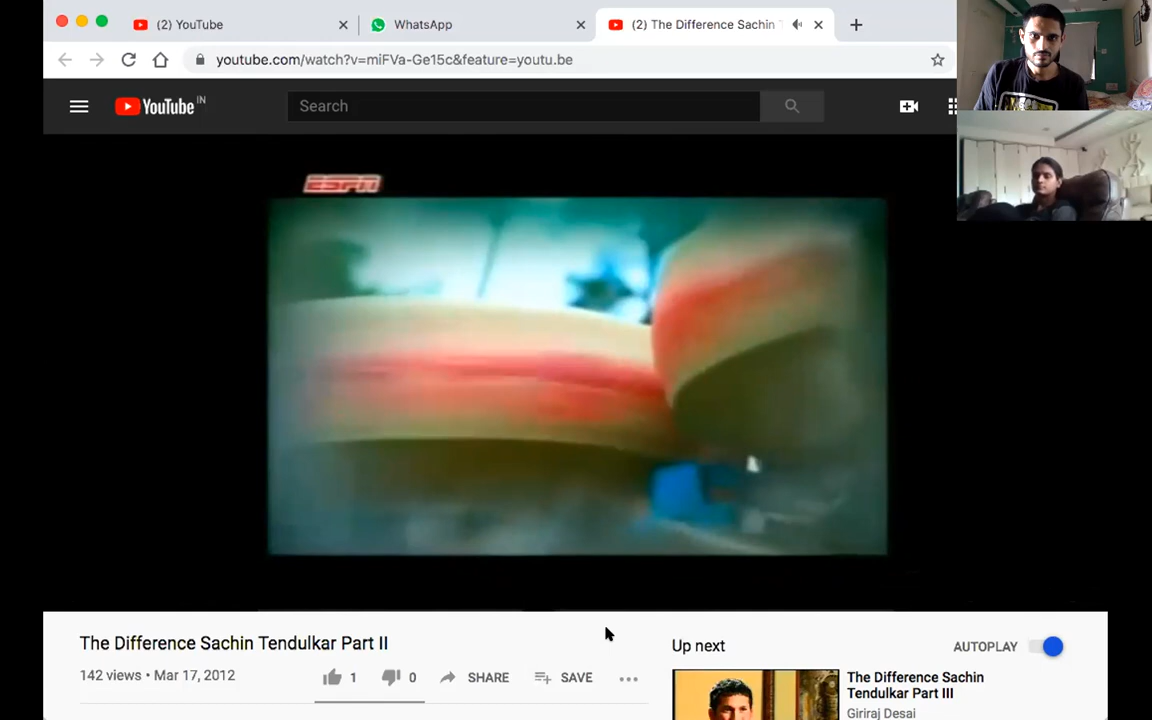 (2) YouTube
WhatsApp
(2) The Difference Sachin T
youtube.com/watch?v=miFVa-Ge15c&feature=youtu.be
YouTube IN
Search
ESPN
The Difference Sachin Tendulkar Part II
142 views • Mar 17, 2012
1
0
SHARE
SAVE
Up next
AUTOPLAY
The Difference Sachin
Tendulkar Part III
Giriraj Desai